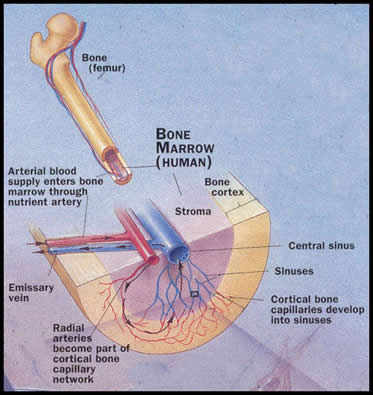 Bone
(femur)
BONE
MARROW
(HUMAN)
Arterial blood
supply enters bone
marrow through
nutrient artery
Bone
cortex
Stroma
Central sinus
Sinuses
Emissary
vein
Cortical bone
capillaries develop
into sinuses
Radial
arteries
become part of
cortical bone
capillary
network